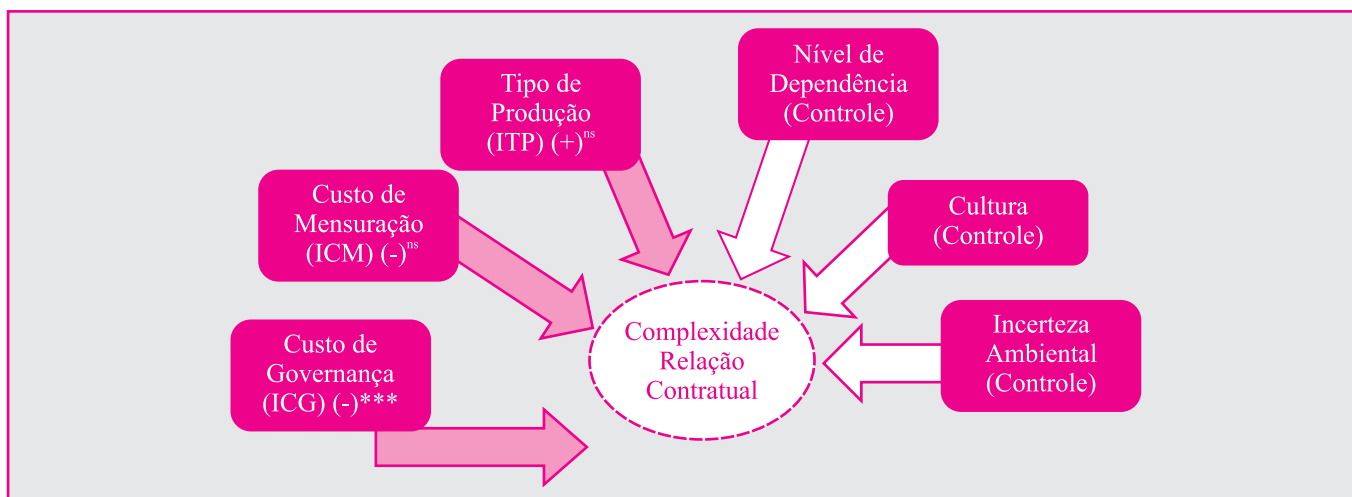 Tipo de
Produção
(ITP) (+)ns
Nível de
Dependência
(Controle)
Custo de
Mensuração
(ICM) (-)ns
Cultura
(Controle)
Custo de
Governança
(ICG) (-)***
Complexidade
Relação
Contratual
Incerteza
Ambiental
(Controle)